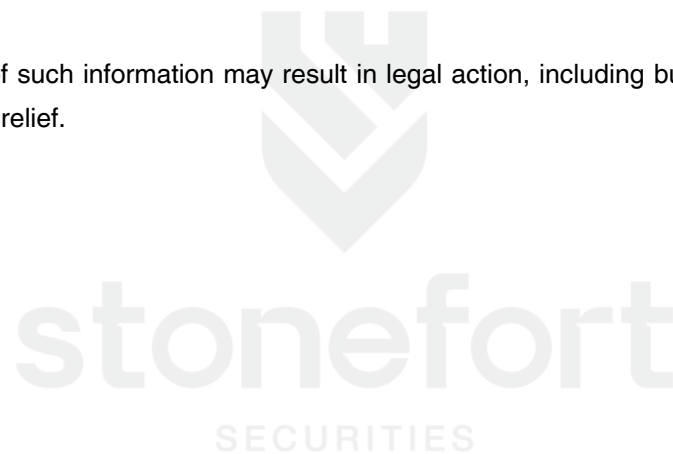 f such information may result in legal action, including bu
relief.
stonefort
SECURITIES